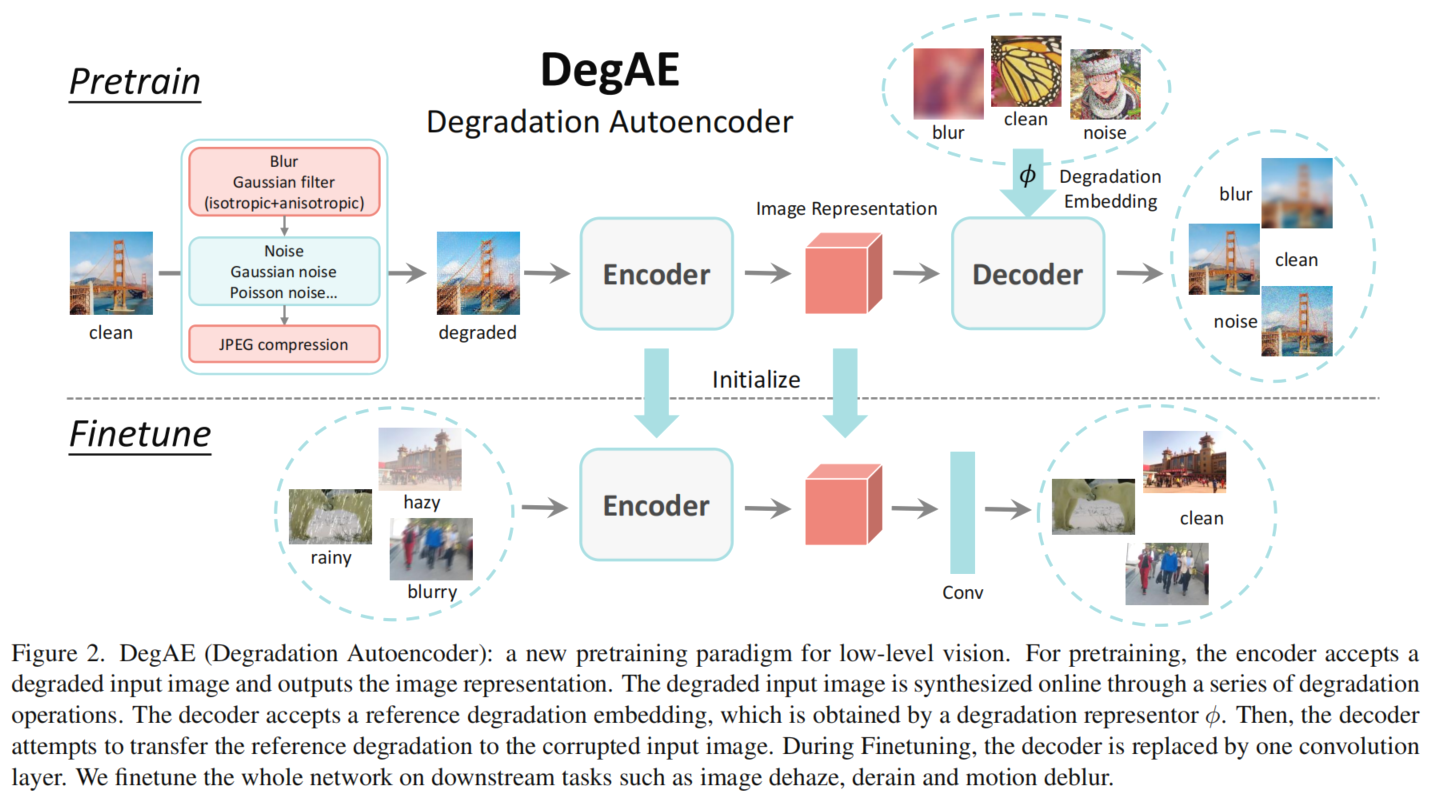 Pretrain
DegAE
Degradation Autoencoder
blur
clean
noise
Blur
Gaussian filter
(isotropic+anisotropic)
Noise
Gaussian noise
Poisson noise...
JPEG compression
clean
degraded
Encoder
Image Representation
ϕ
Degradation
Embedding
Decoder
blur
clean
noise
Initialize
Finetune
hazy
rainy
blurry
Encoder
Conv
clean
Figure 2. DegAE (Degradation Autoencoder): a new pretraining paradigm for low-level vision. For pretraining, the encoder accepts a
degraded input image and outputs the image representation. The degraded input image is synthesized online through a series of degradation
operations. The decoder accepts a reference degradation embedding, which is obtained by a degradation representor ϕ. Then, the decoder
attempts to transfer the reference degradation to the corrupted input image. During Finetuning, the decoder is replaced by one convolution
layer. We finetune the whole network on downstream tasks such as image dehaze, derain and motion deblur.